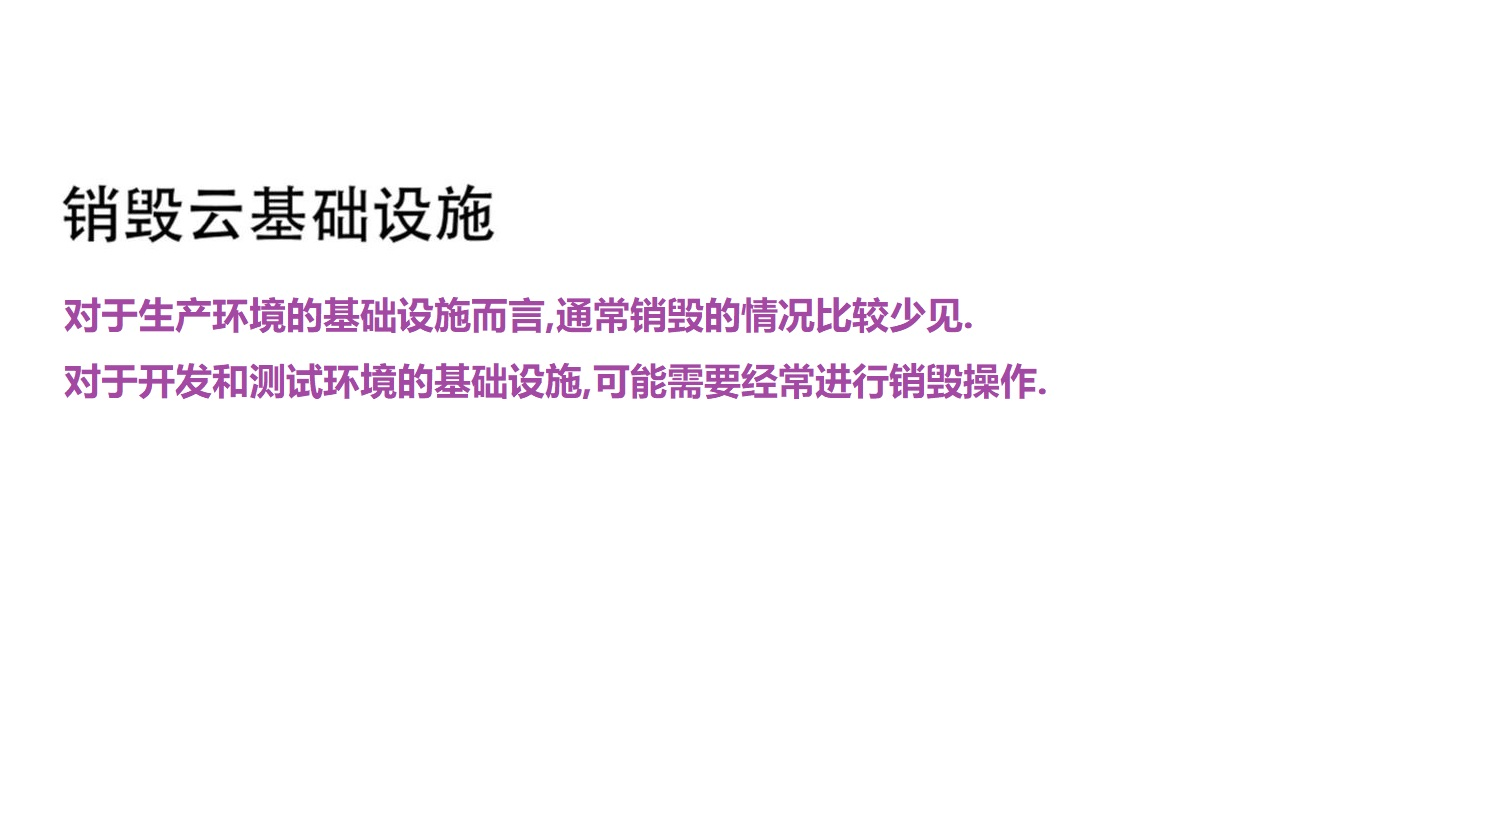 销毁云基础设施
对于生产环境的基础设施而言,通常销毁的情况比较少见.
对于开发和测试环境的基础设施,可能需要经常进行销毁操作.